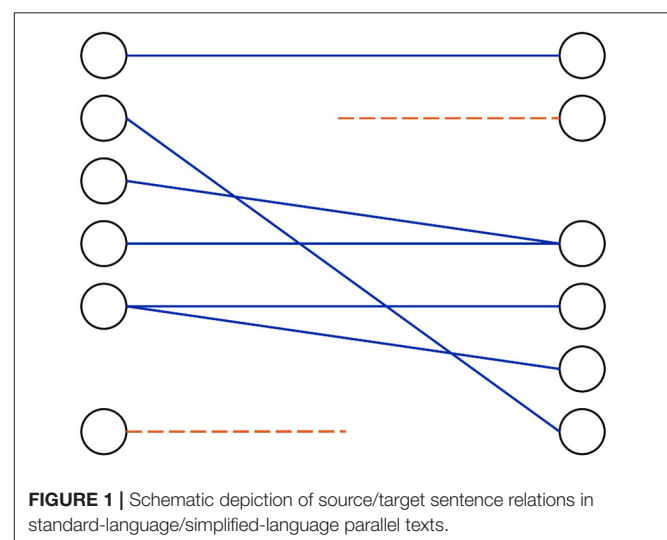 FIGURE 1 | Schematic depiction of source/target sentence relations in
standard-language/simplified-language parallel texts.